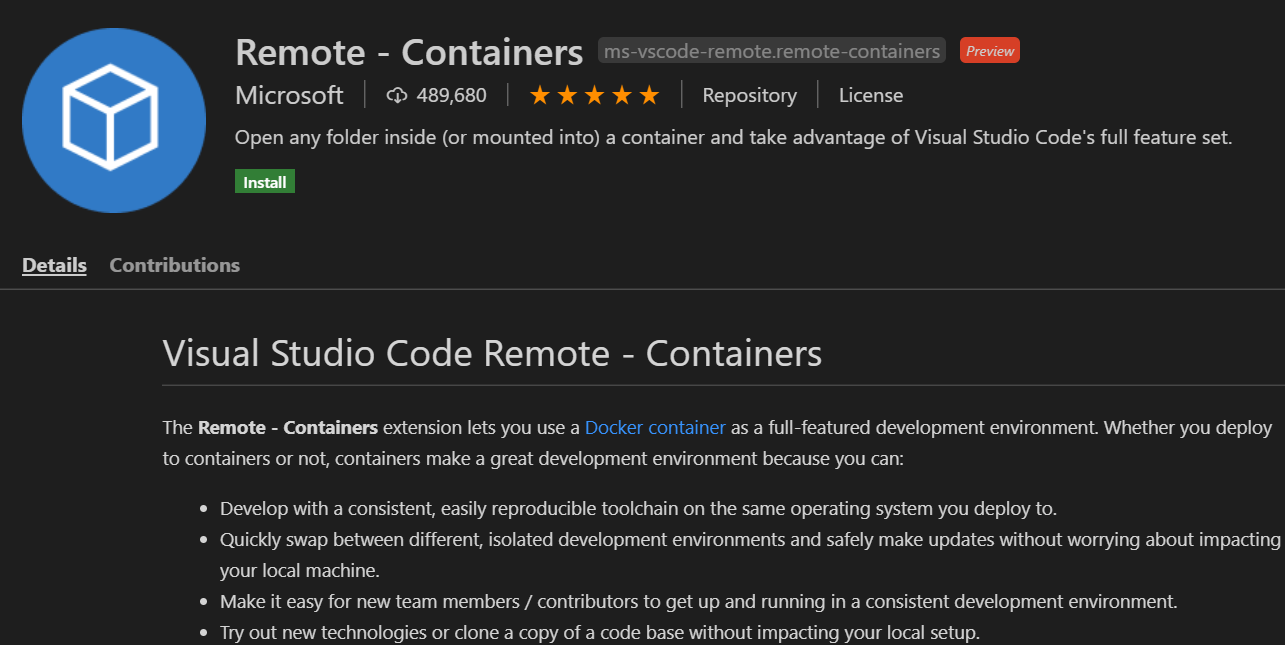 Remote - Containers ms-vscode-remote.remote-containers Preview
Microsoft 489,680 Repository License
Open any folder inside (or mounted into) a container and take advantage of Visual Studio Code's full feature set.
Install
Details Contributions
Visual Studio Code Remote - Containers
The Remote - Containers extension lets you use a Docker container as a full-featured development environment. Whether you deploy
to containers or not, containers make a great development environment because you can:
• Develop with a consistent, easily reproducible toolchain on the same operating system you deploy to.
• Quickly swap between different, isolated development environments and safely make updates without worrying about impacting
your local machine.
• Make it easy for new team members / contributors to get up and running in a consistent development environment.
• Try out new technologies or clone a copy of a code base without impacting your local setup.